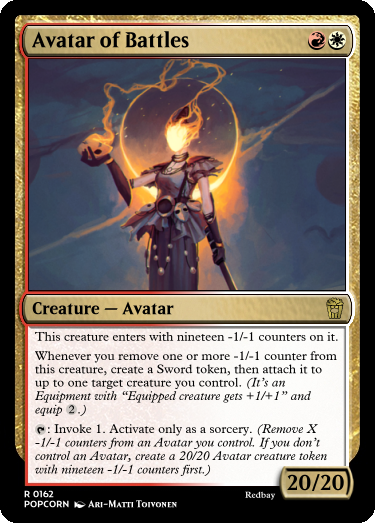 Avatar of Battles
Creature — Avatar
This creature enters with nineteen -1/-1 counters on it.
Whenever you remove one or more -1/-1 counter from
this creature, create a Sword token, then attach it to
up to one target creature you control. (It's an
Equipment with “Equipped creature gets +1/+1” and
equip 2.)
: Invoke 1. Activate only as a sorcery. (Remove X
-1/-1 counters from an Avatar you control. If you don't
control an Avatar, create a 20/20 Avatar creature token
with nineteen -1/-1 counters first.)
20/20
R 0162
Redbay
POPCORN Ari-Matti Toivonen